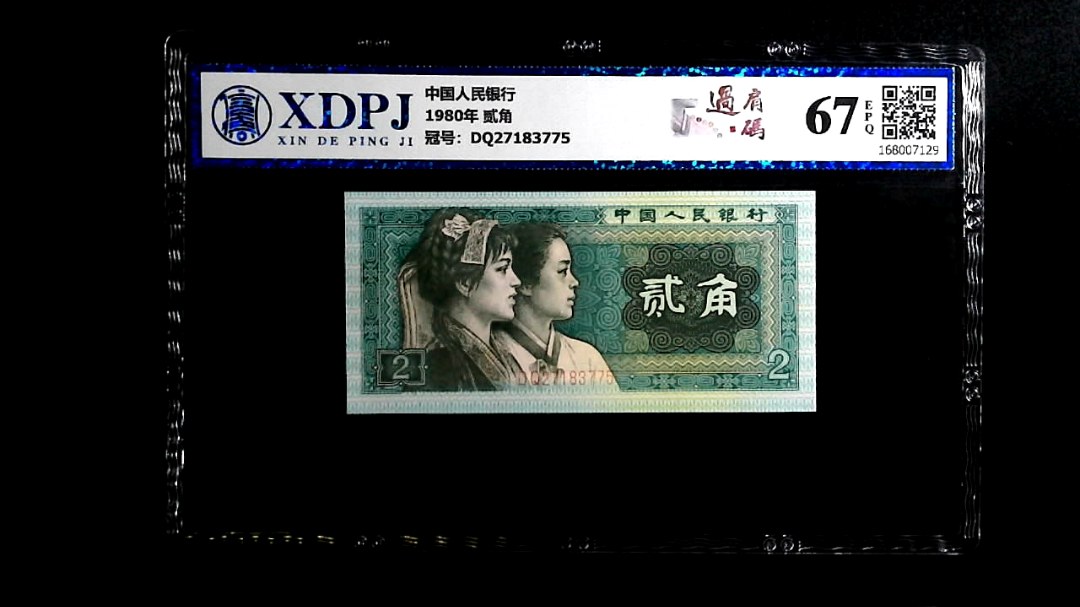 XDPJ
XIN DE PING JI
中国人民银行
1980年 贰角
冠号: DQ27183775
過肩碼
67
EPQ
168007129
中国人民银行
贰角
2
2
DQ27183775